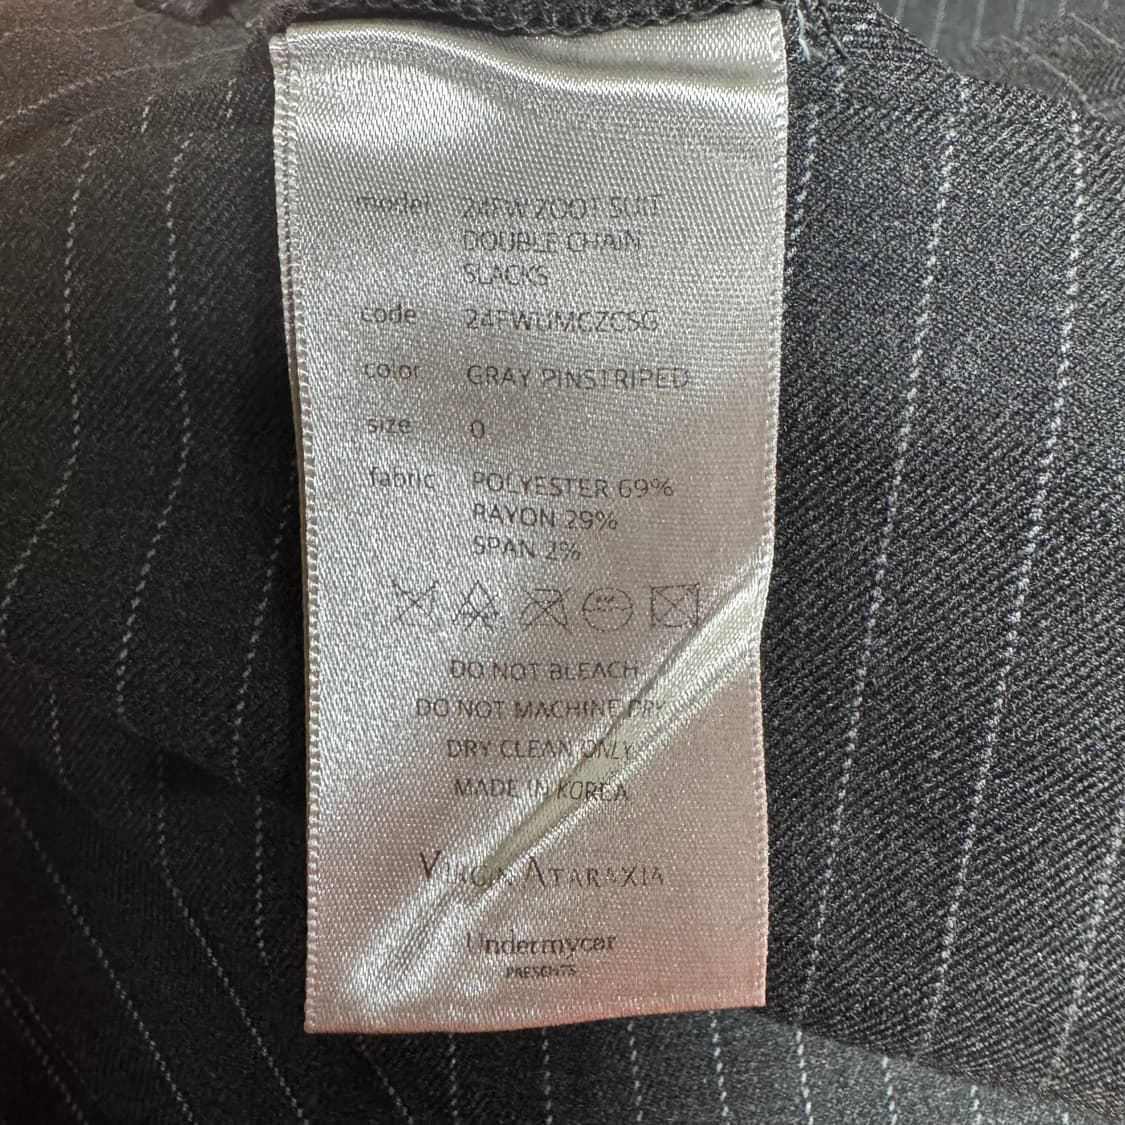 model 24FW ZOOT SUIT
DOUBLE CHAIN
SLACKS
code 24FWUMCZCSG
color GRAY PINSTRIPED
size 0
fabric POLYESTER 69%
RAYON 29%
SPAN 2%
DO NOT BLEACH
DO NOT MACHINE DRY
DRY CLEAN ONLY
MADE IN KOREA
VIRGIN ATARAXIA
Undermycar
PRESENTS